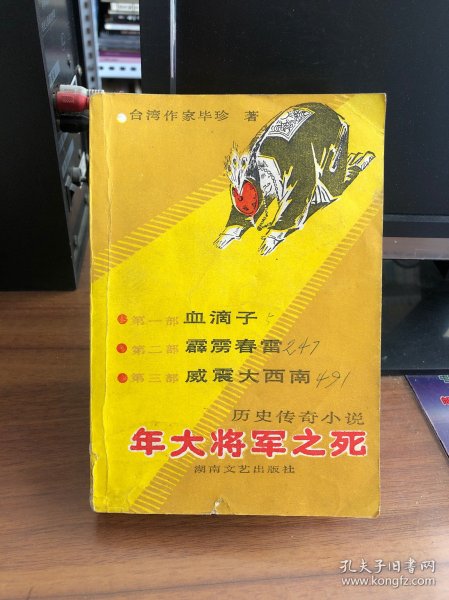 台湾作家毕珍 著
第一部 血滴子
第二部 霹雳春雷 247
第三部 威震大西南 491
历史传奇小说
年大将军之死
湖南文艺出版社
孔夫子旧书网
www.kongfz.com